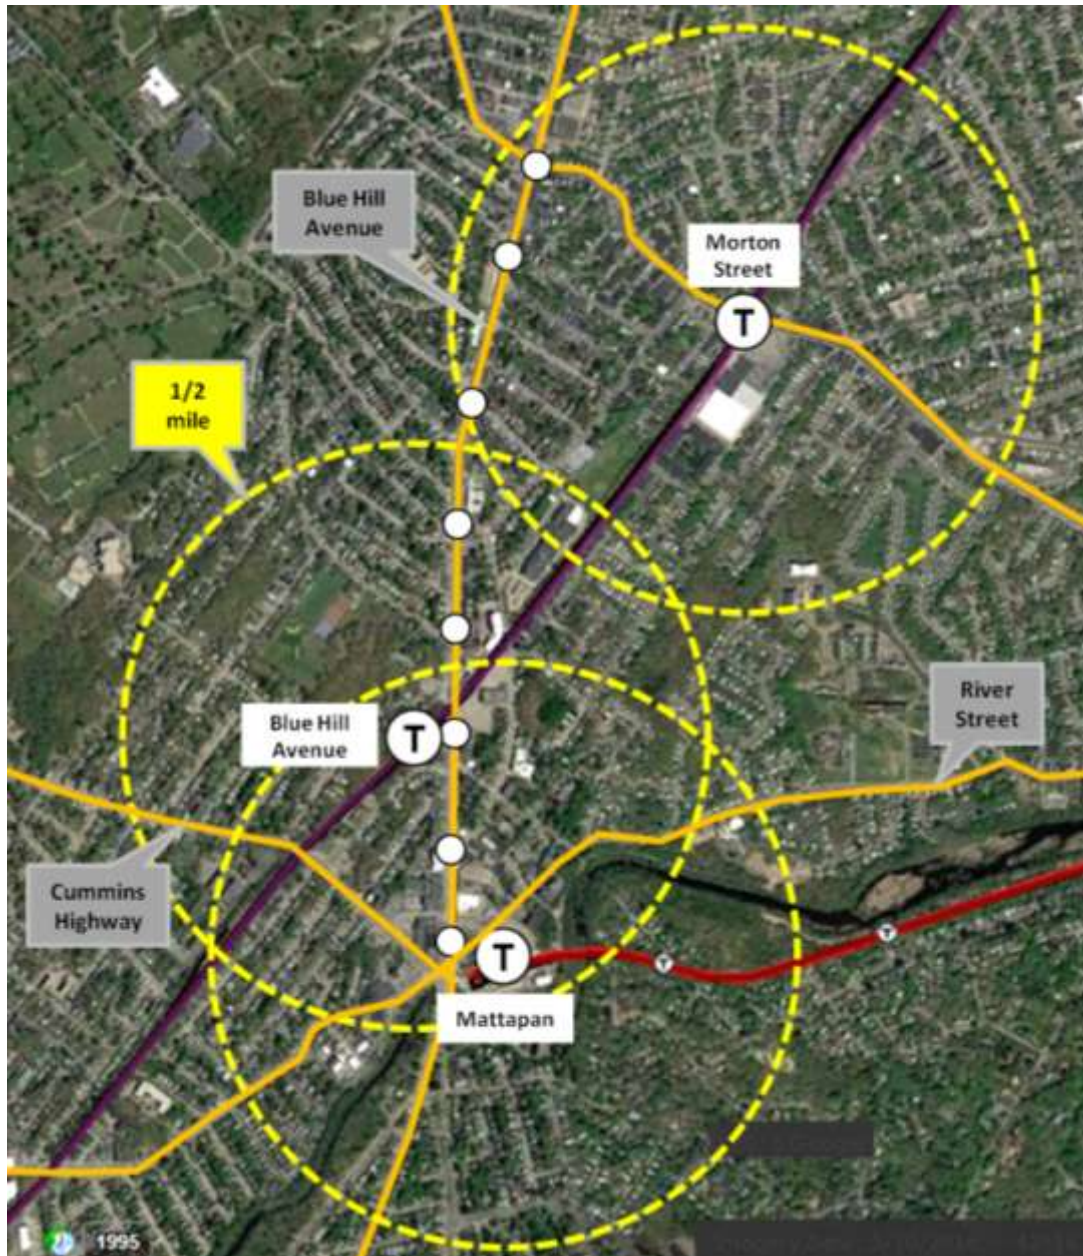 Blue Hill
Avenue
Morton
Street
T
1/2
mile
River
Street
Blue Hill
Avenue
T
Cummins
Highway
T
T
T
Mattapan
1995